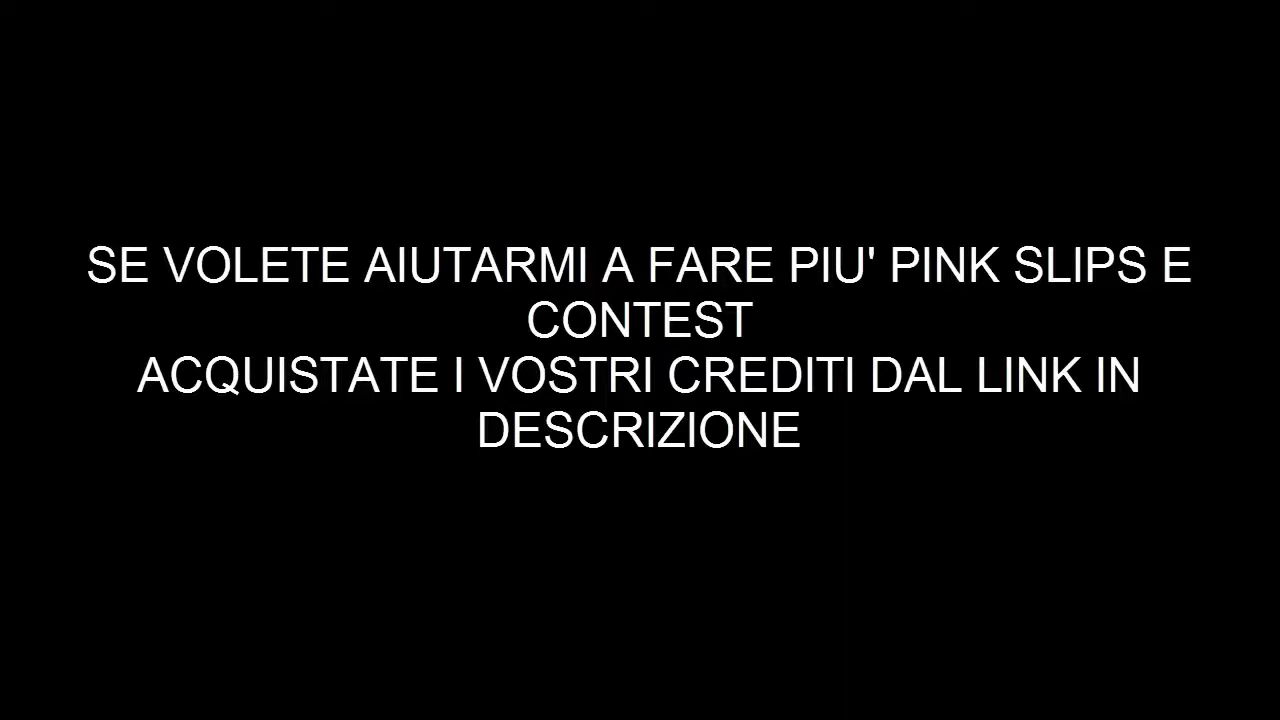 SE VOLETE AIUTARMI A FARE PIU' PINK SLIPS E
CONTEST
ACQUISTATE I VOSTRI CREDITI DAL LINK IN
DESCRIZIONE